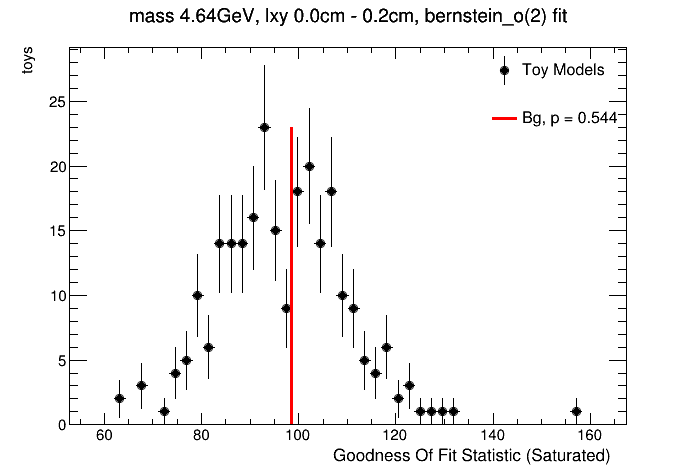 mass 4.64GeV, lxy 0.0cm - 0.2cm, bernstein_o(2) fit
toys
Toy Models
Bg, p = 0.544
25
20
15
10
5
0
60 80 100 120 140 160
Goodness Of Fit Statistic (Saturated)